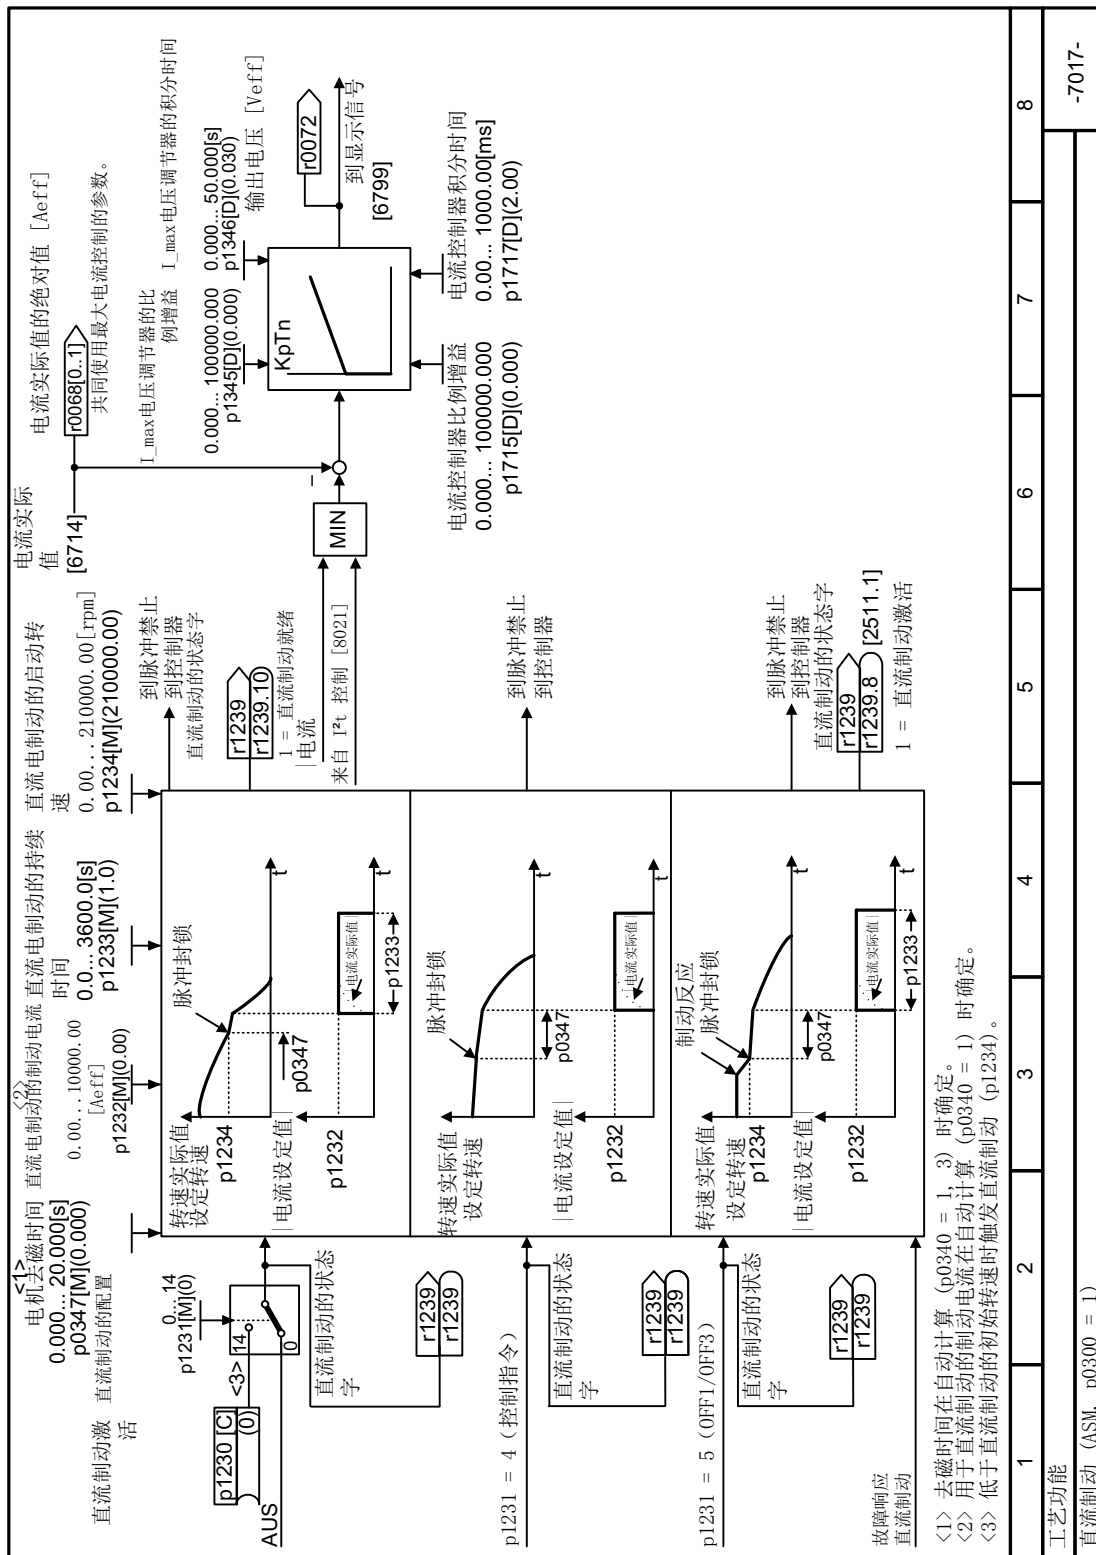 直流制动激
活
p1230 [C]
(0)
AUS
<3>
14
0
直流制动的配置
0... 14
p1231[M](0)
<1>
电机去磁时间
0.000... 20.000[s]
p0347[M](0.000)
<2>
直流电制动的制动电流
0.00...10000.00
[Aeff]
p1232[M](0.00)
直流电制动的持续
时间
0.0... 3600.0[s]
p1233[M](1.0)
直流电制动的启动转
速
0.00...210000.00[rpm]
p1234[M](210000.00)
电流实际
值
[6714]
电流实际值的绝对值 [Aeff]
r0068[0..1]
共同使用最大电流控制的参数。
I_max电压调节器的比
例增益
0.000... 100000.000
p1345[D](0.000)
I_max电压调节器的积分时间
0.000... 50.000[s]
p1346[D](0.030)
输出电压 [Veff]
r0072
到显示信号
[6799]
KpTn
–
MIN
电流控制器比例增益
0.000... 100000.000
p1715[D](0.000)
电流控制器积分时间
0.00... 1000.00[ms]
p1717[D](2.00)
直流制动的状态
字
r1239
r1239
转速实际值
设定转速
p1234
脉冲封锁
t
p0347
|电流设定值|
p1232
|电流实际值|
t
p1233
到脉冲禁止
到控制器
直流制动的状态字
r1239
r1239.10
1 = 直流制动就绪
|电流
来自 I²t 控制 [8021]
p1231 = 4 (控制指令)
直流制动的状态
字
r1239
r1239
转速实际值
设定转速
脉冲封锁
t
p0347
|电流设定值|
p1232
t
到脉冲禁止
到控制器
p1231 = 5 (OFF1/OFF3)
直流制动的状态
字
r1239
r1239
故障响应
直流制动
转速实际值
设定转速
p1234
制动反应
脉冲封锁
t
p0347
|电流设定值|
p1232
|电流实际值|
t
p1233
到脉冲禁止
到控制器
直流制动的状态字
r1239
r1239.8
[2511.1]
1 = 直流制动激活
<1> 去磁时间在自动计算 (p0340 = 1, 3) 时确定。
<2> 用于直流制动的制动电流在自动计算 (p0340 = 1) 时确定。
<3> 低于直流制动的初始转速时触发直流制动 (p1234)。
1 2 3 4 5 6 7 8
工艺功能
-7017-
直流制动 (ASM, p0300 = 1)